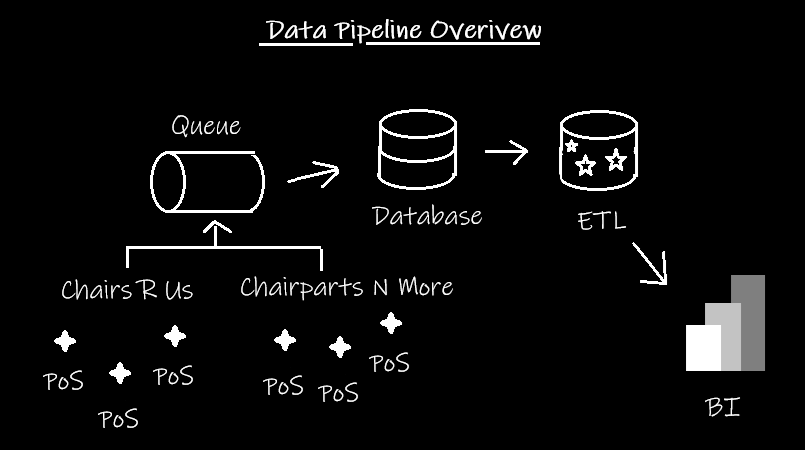 Data Pipeline Overivew
Queue
Database
ETL
Chairs R Us
Chairparts N More
PoS
PoS
PoS
PoS
PoS
PoS
BI